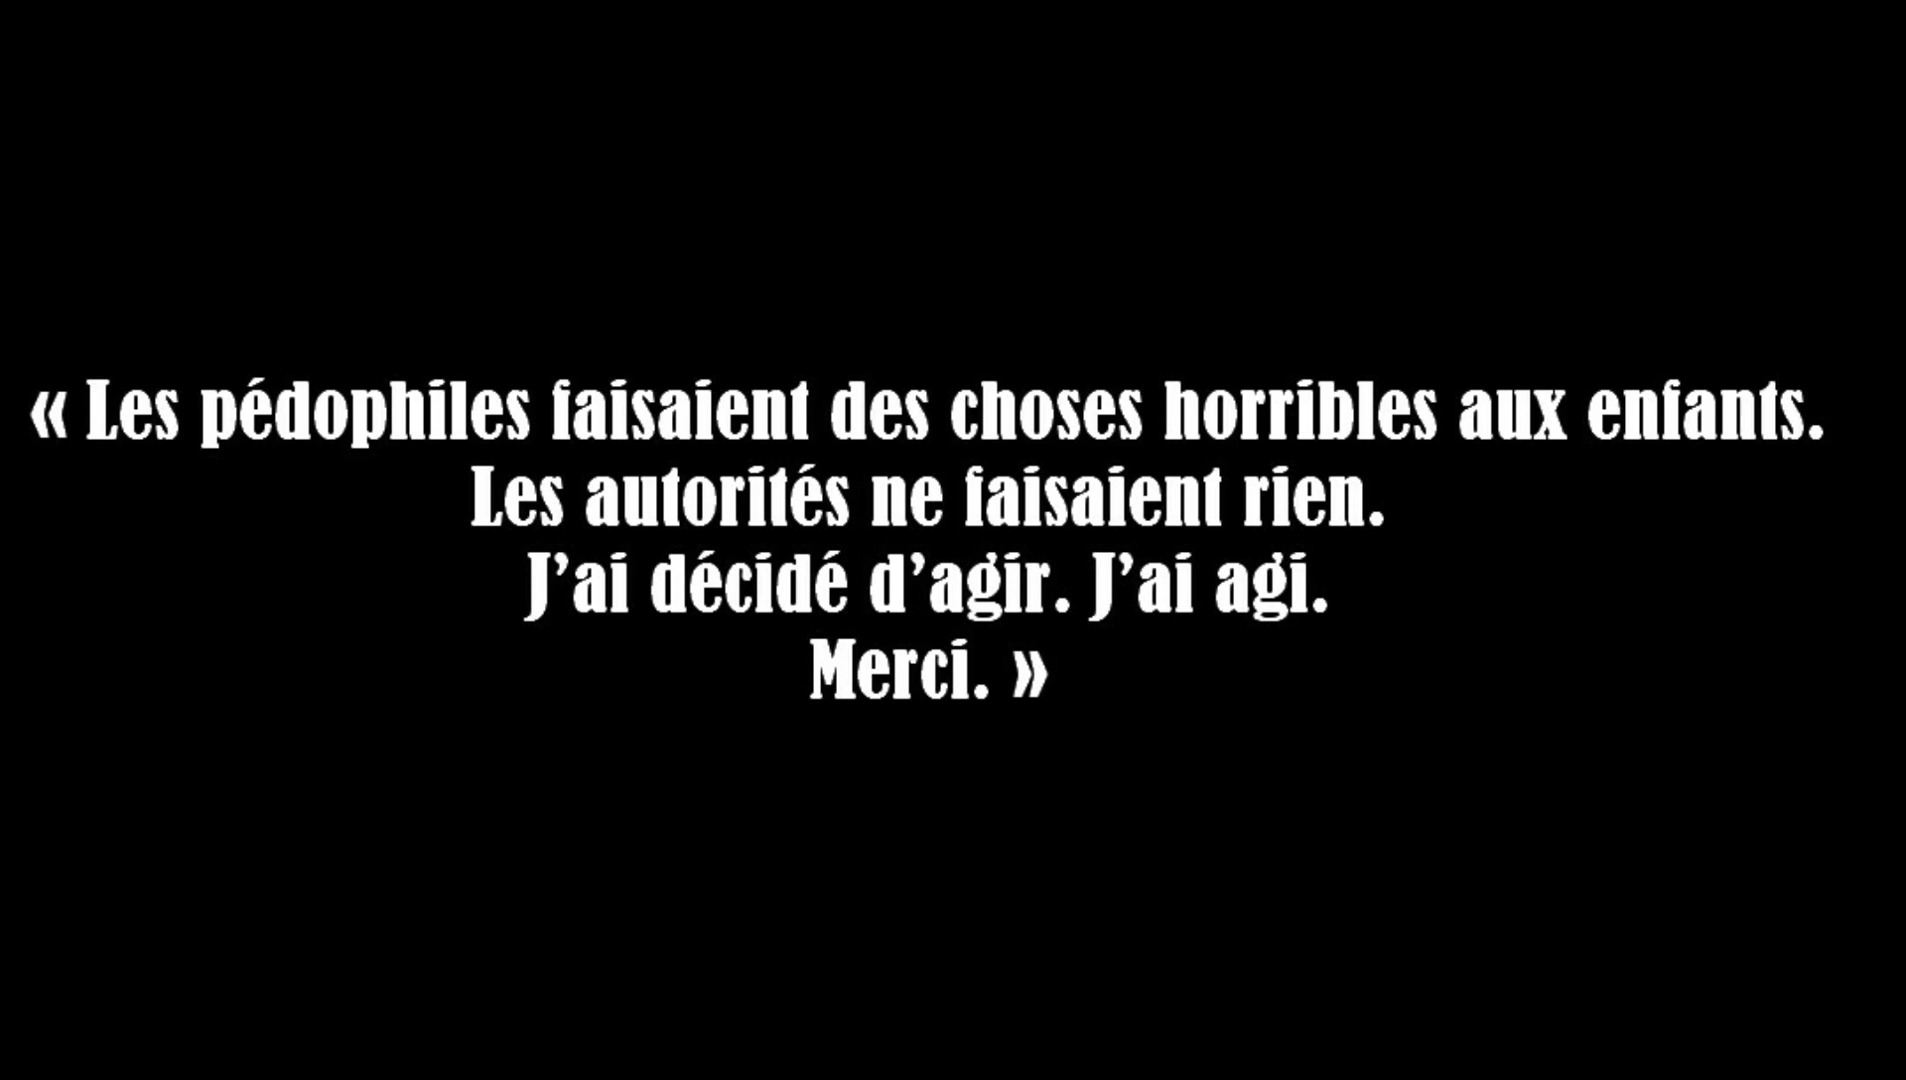 « Les pédophiles faisaient des choses horribles aux enfants.
Les autorités ne faisaient rien.
J’ai décidé d’agir. J’ai agi.
Merci. »